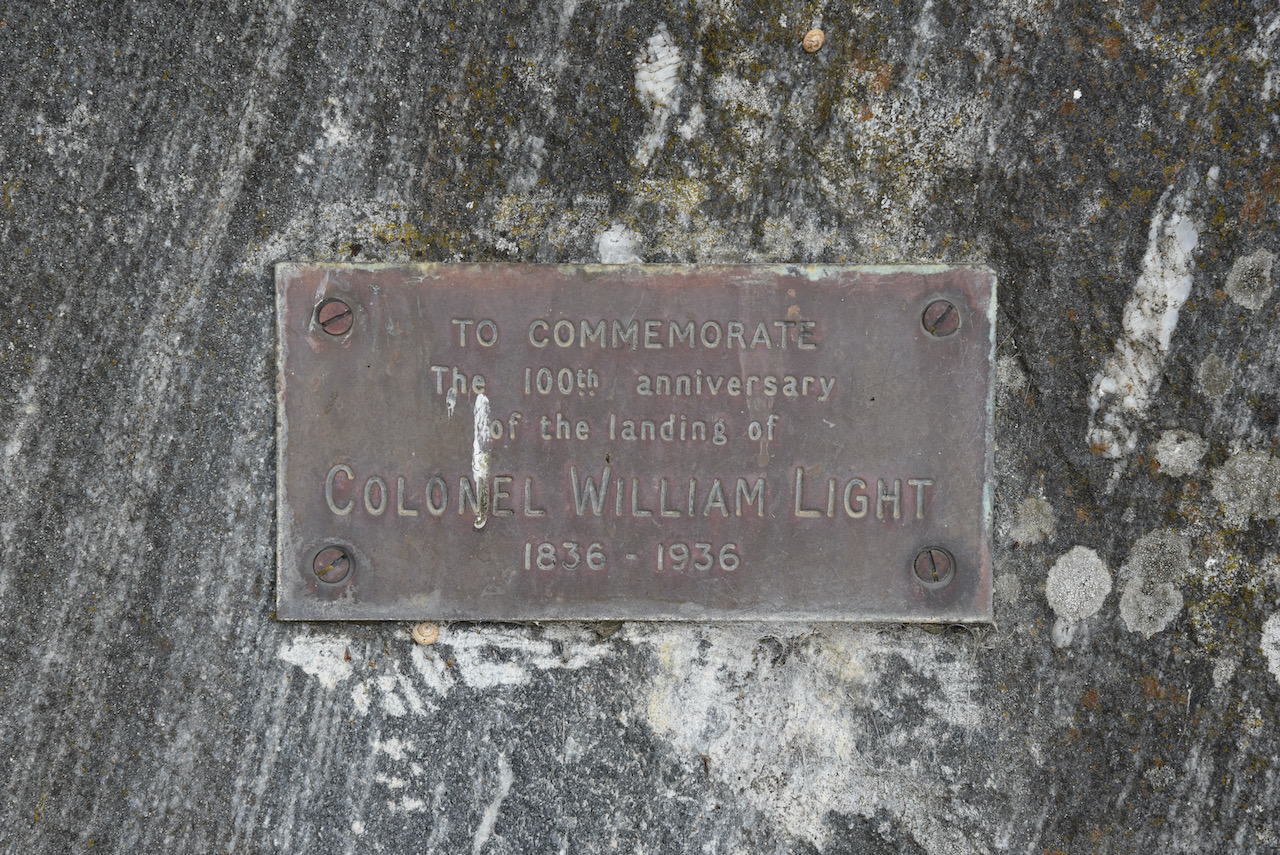 TO COMMEMORATE
The 100th anniversary
of the landing of
COLONEL WILLIAM LIGHT
1836 - 1936